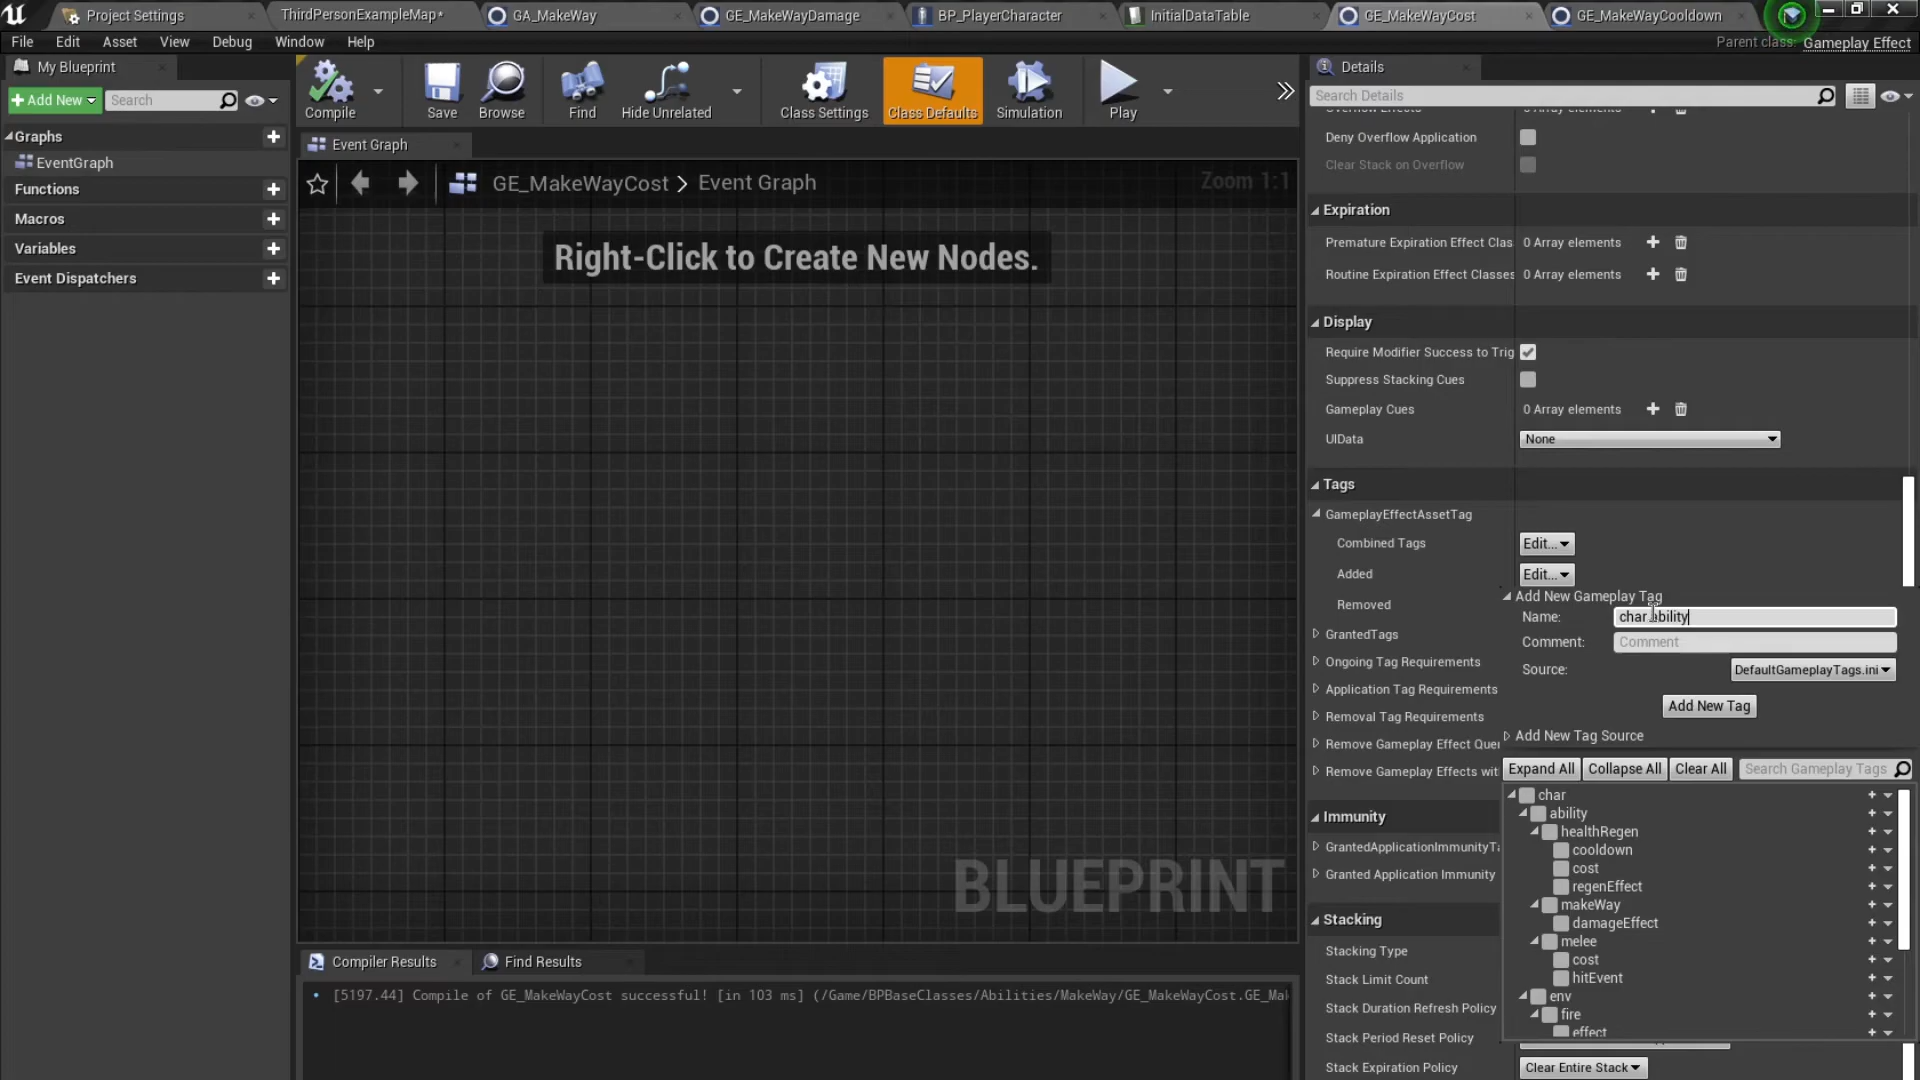 Project Settings
ThirdPersonExampleMap*
GA_MakeWay
GE_MakeWayDamage
BP_PlayerCharacter
InitialDataTable
GE_MakeWayCost
GE_MakeWayCooldown
File Edit Asset View Debug Window Help
Parent class: Gameplay Effect
My Blueprint
Add New
Search
Compile
Save
Browse
Find
Hide Unrelated
Class Settings
Class Defaults
Simulation
Play
Details
Search Details
Graphs
EventGraph
Functions
Macros
Variables
Event Dispatchers
Event Graph
GE_MakeWayCost > Event Graph
Zoom 1:1
Right-Click to Create New Nodes.
BLUEPRINT
Compiler Results
Find Results
• [5197.44] Compile of GE_MakeWayCost successful! [in 103 ms] (/Game/BPBaseClasses/Abilities/MakeWay/GE_MakeWayCost.GE_Mak
Overflow Effects 0 Array elements
Deny Overflow Application
Clear Stack on Overflow
Expiration
Premature Expiration Effect Clas 0 Array elements
Routine Expiration Effect Classes 0 Array elements
Display
Require Modifier Success to Trig
Suppress Stacking Cues
Gameplay Cues 0 Array elements
UIData None
Tags
GameplayEffectAssetTag
Combined Tags Edit...
Added Edit...
Removed
GrantedTags
Ongoing Tag Requirements
Application Tag Requirements
Removal Tag Requirements
Remove Gameplay Effect Quer
Remove Gameplay Effects wit
Immunity
GrantedApplicationImmunityTa
Granted Application Immunity
Stacking
Stacking Type
Stack Limit Count
Stack Duration Refresh Policy
Stack Period Reset Policy
Stack Expiration Policy Clear Entire Stack
Add New Gameplay Tag
Name: char.ability
Comment: Comment
Source: DefaultGameplayTags.ini
Add New Tag
Add New Tag Source
Expand All Collapse All Clear All Search Gameplay Tags
char
ability
healthRegen
cooldown
cost
regenEffect
makeWay
damageEffect
melee
cost
hitEvent
env
fire
effect